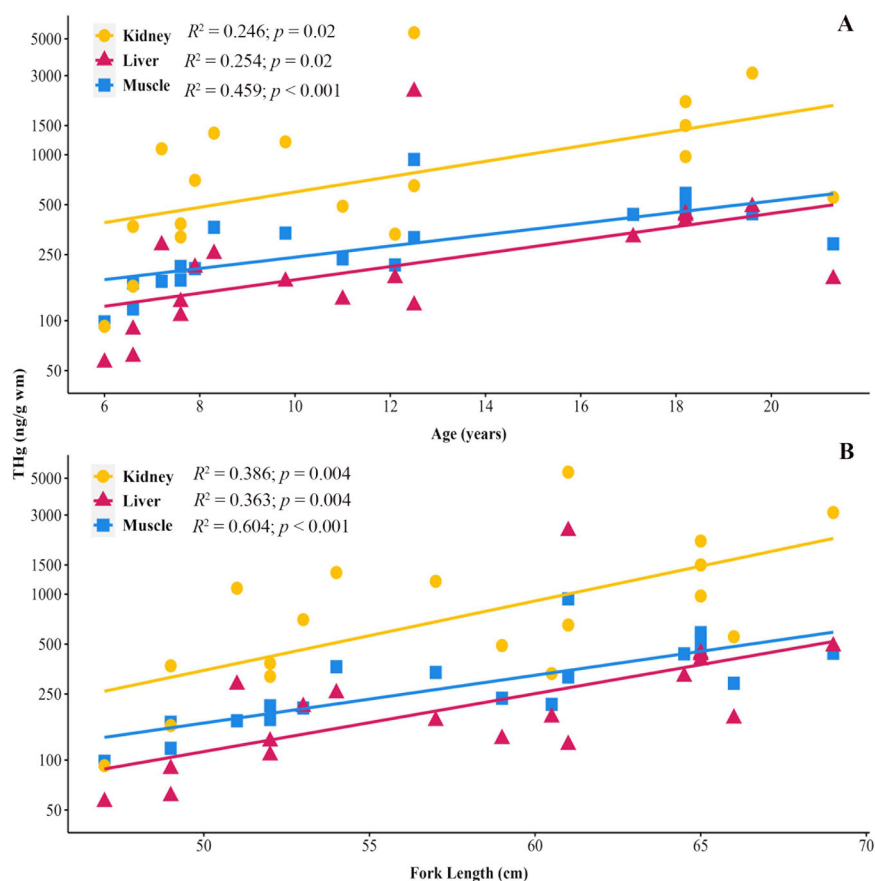 A
Kidney R² = 0.246; p = 0.02
Liver R² = 0.254; p = 0.02
Muscle R² = 0.459; p < 0.001
5000
3000
1500
1000
500
250
100
50
6 8 10 12 14 16 18 20
Age (years)
THg (ng/g wm)
B
Kidney R² = 0.386; p = 0.004
Liver R² = 0.363; p = 0.004
Muscle R² = 0.604; p < 0.001
5000
3000
1500
1000
500
250
100
50
50 55 60 65 70
Fork Length (cm)